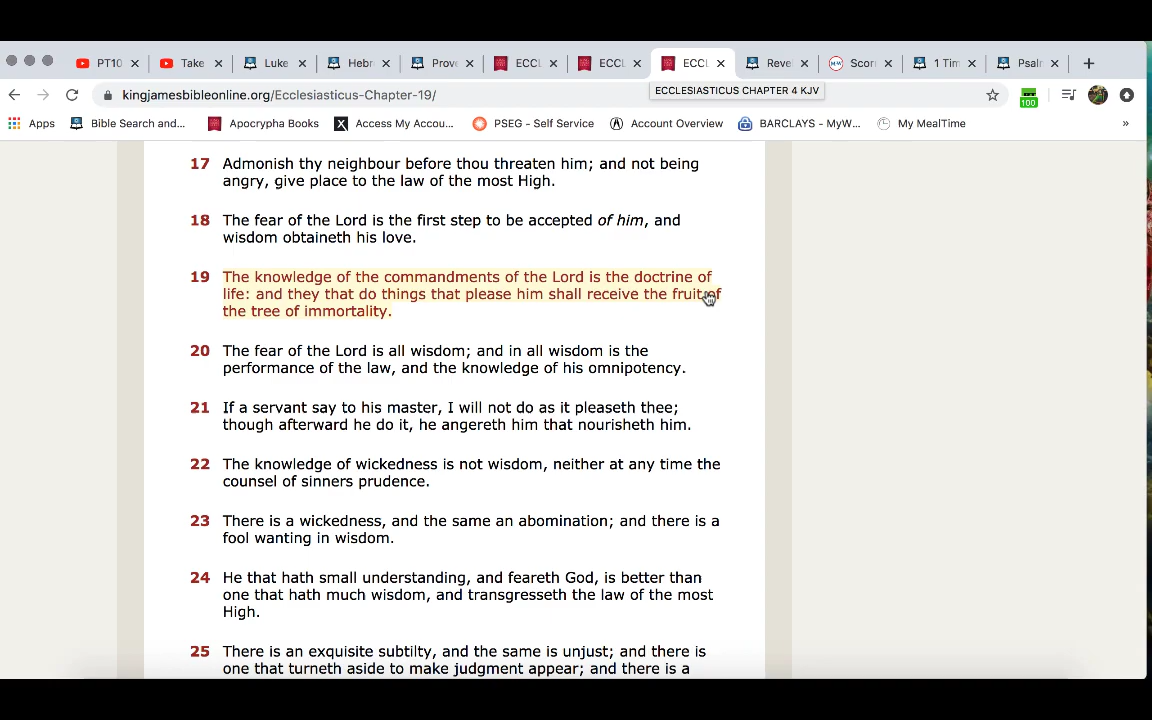 PT10
Take
Luke
Hebr
Prove
ECCL
ECCL
ECCL
Reve
M-W
Scorn
1 Tim
Psalm
kingjamesbibleonline.org/Ecclesiasticus-Chapter-19/
ECCLESIASTICUS CHAPTER 4 KJV
100
Apps
Bible Search and...
Apocrypha Books
Access My Accou...
PSEG - Self Service
Account Overview
BARCLAYS - MyW...
My MealTime
»
17 Admonish thy neighbour before thou threaten him; and not being
angry, give place to the law of the most High.
18 The fear of the Lord is the first step to be accepted of him, and
wisdom obtaineth his love.
19 The knowledge of the commandments of the Lord is the doctrine of
life: and they that do things that please him shall receive the fruit of
the tree of immortality.
20 The fear of the Lord is all wisdom; and in all wisdom is the
performance of the law, and the knowledge of his omnipotency.
21 If a servant say to his master, I will not do as it pleaseth thee;
though afterward he do it, he angereth him that nourisheth him.
22 The knowledge of wickedness is not wisdom, neither at any time the
counsel of sinners prudence.
23 There is a wickedness, and the same an abomination; and there is a
fool wanting in wisdom.
24 He that hath small understanding, and feareth God, is better than
one that hath much wisdom, and transgresseth the law of the most
High.
25 There is an exquisite subtilty, and the same is unjust; and there is
one that turneth aside to make judgment appear; and there is a